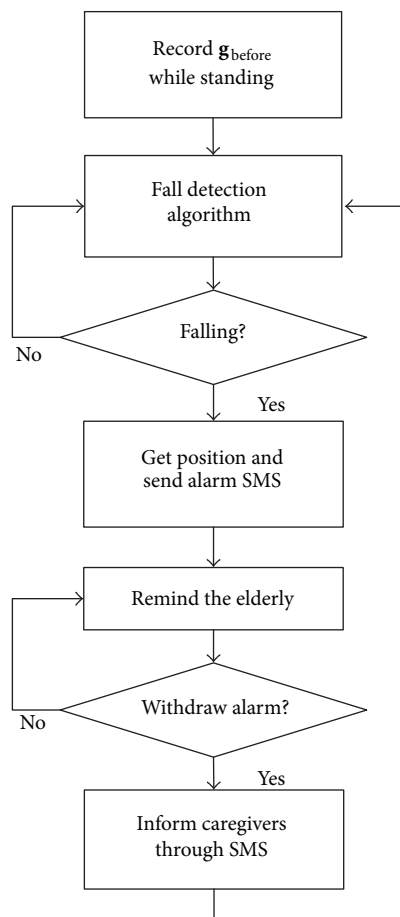 Record g before
while standing
Fall detection
algorithm
Falling?
No
Yes
Get position and
send alarm SMS
Remind the elderly
Withdraw alarm?
No
Yes
Inform caregivers
through SMS